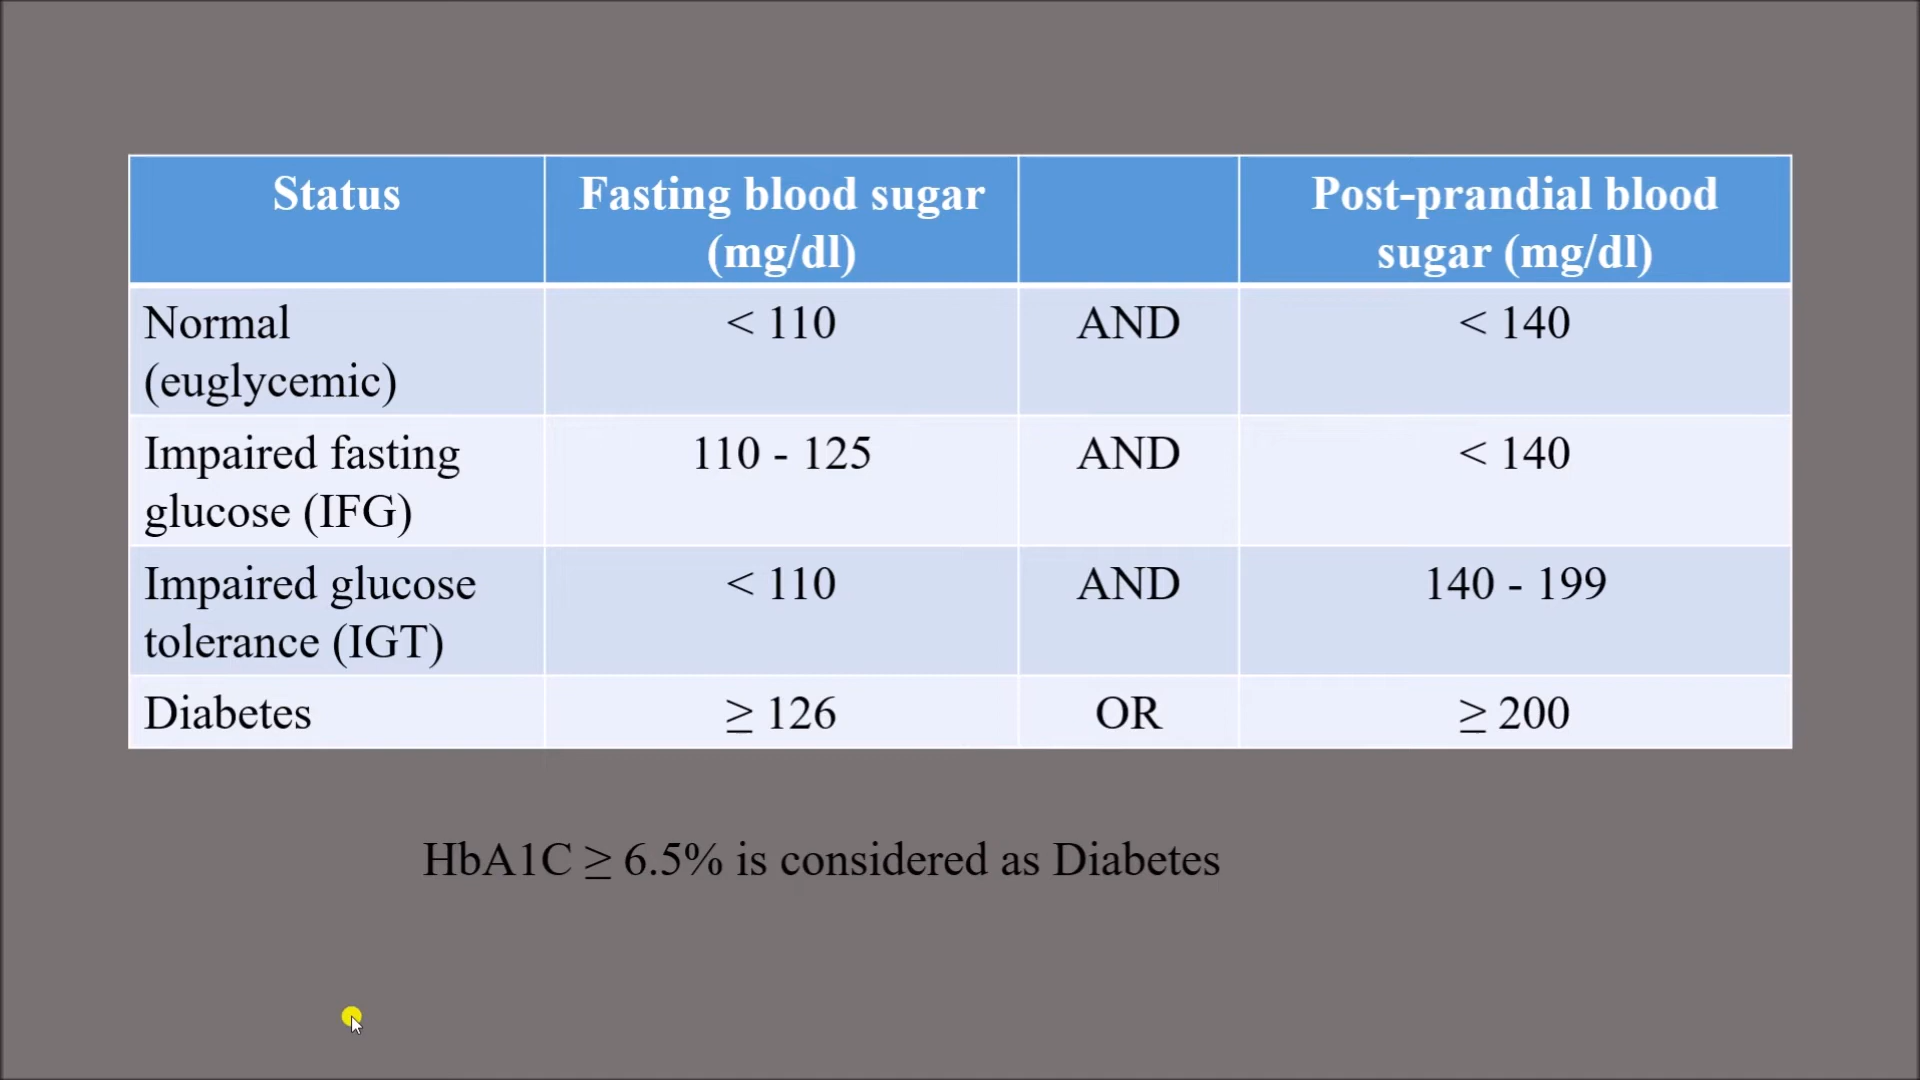 Status
Fasting blood sugar
(mg/dl)
Post-prandial blood
sugar (mg/dl)
Normal
(euglycemic)
< 110
AND
< 140
Impaired fasting
glucose (IFG)
110 - 125
AND
< 140
Impaired glucose
tolerance (IGT)
< 110
AND
140 - 199
Diabetes
≥ 126
OR
≥ 200
HbA1C ≥ 6.5% is considered as Diabetes